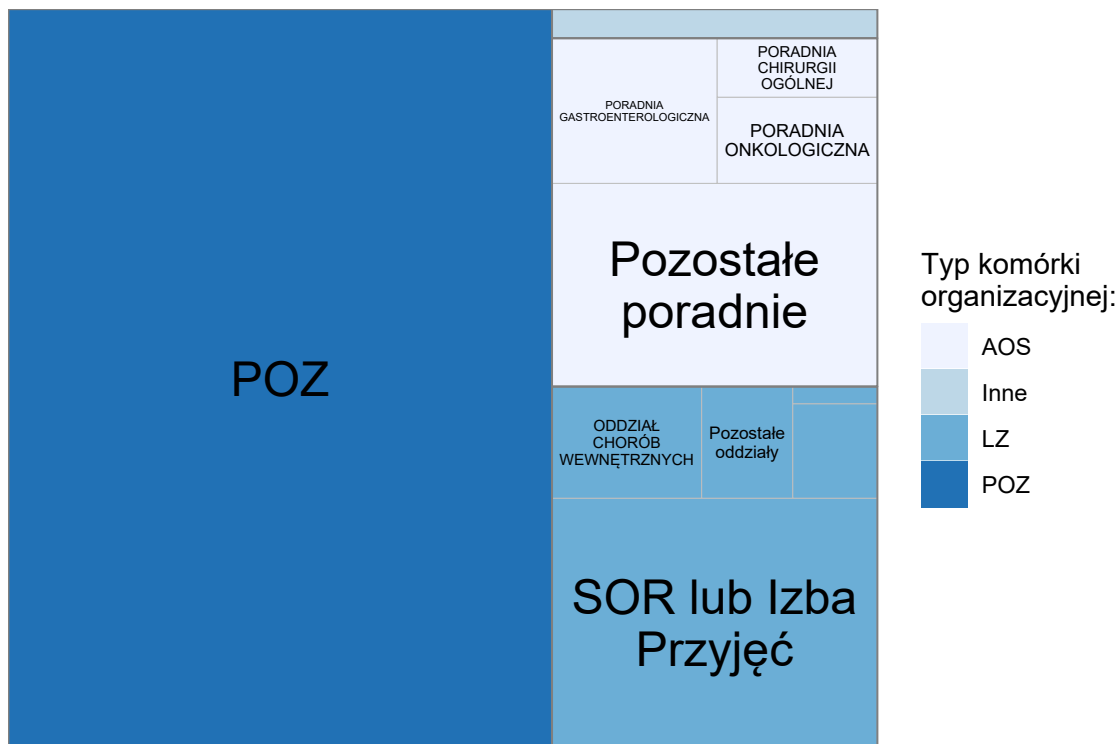 POZ
PORADNIA
GASTROENTEROLOGICZNA
PORADNIA
CHIRURGII
OGÓLNEJ
PORADNIA
ONKOLOGICZNA
Pozostałe
poradnie
ODDZIAŁ
CHORÓB
WEWNĘTRZNYCH
Pozostałe
oddziały
SOR lub Izba
Przyjęć
Typ komórki
organizacyjnej:
AOS
Inne
LZ
POZ